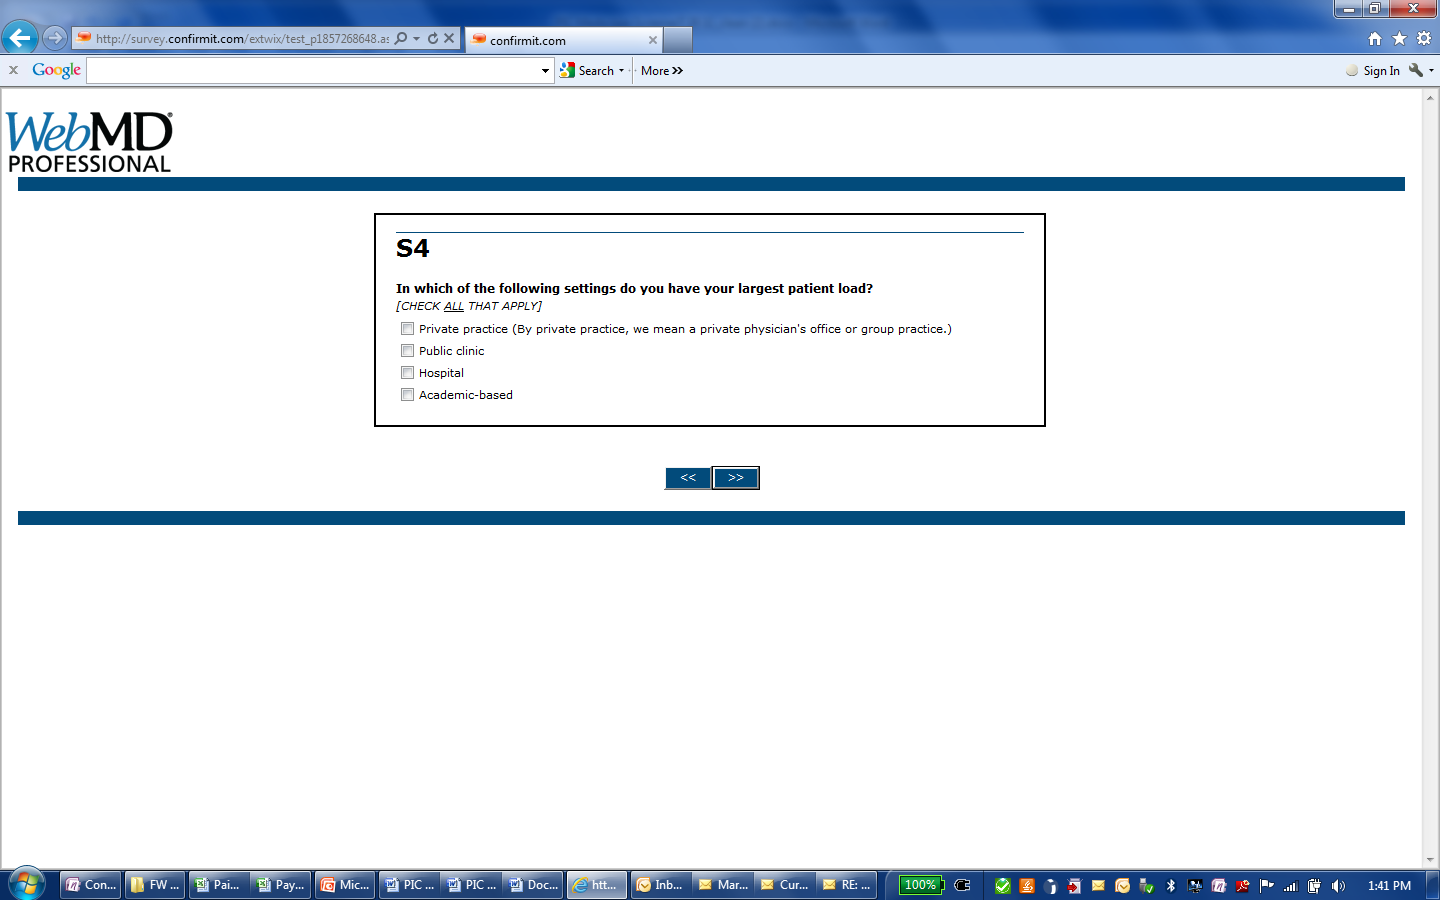 http://survey.confirmit.com/extwix/test_p1857268648.as
confirmit.com
x Google
Search
More
Sign In
WebMD®
PROFESSIONAL
S4
In which of the following settings do you have your largest patient load?
[CHECK ALL THAT APPLY]
Private practice (By private practice, we mean a private physician's office or group practice.)
Public clinic
Hospital
Academic-based
<< >>
Con... FW ... Pai... Pay... Mic... PIC ... PIC ... Doc... htt... Inb... Mar... Cur... RE: ... 100% 1:41 PM